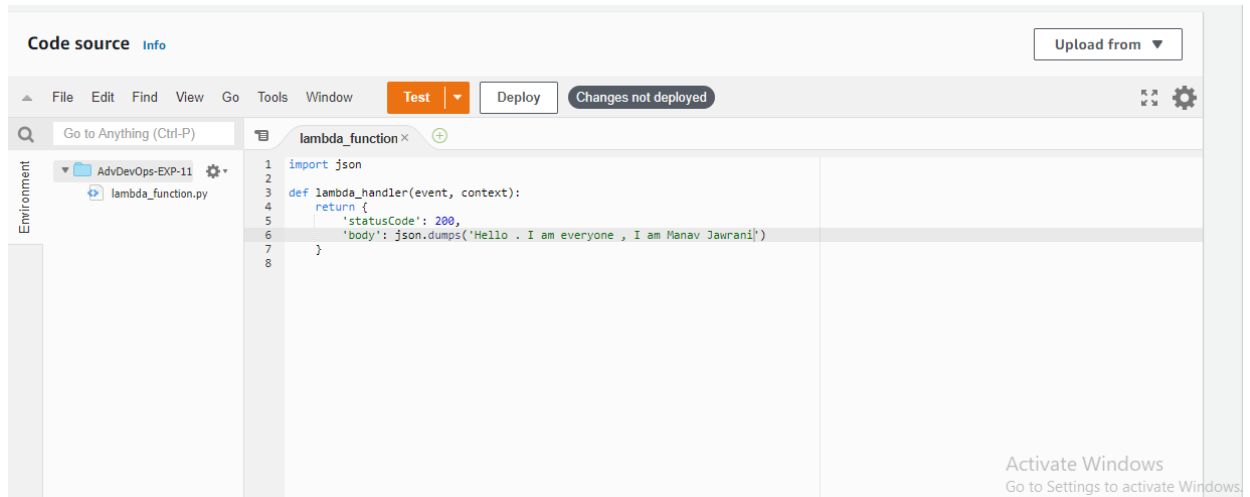 Code source Info
Upload from
File Edit Find View Go Tools Window Test Deploy Changes not deployed
Go to Anything (Ctrl-P)
lambda_function ×
Environment
AdvDevOps-EXP-11
lambda_function.py
1 import json
2
3 def lambda_handler(event, context):
4     return {
5         'statusCode': 200,
6         'body': json.dumps('Hello . I am everyone , I am Manav Jawrani')
7     }
8
Activate Windows
Go to Settings to activate Windows.